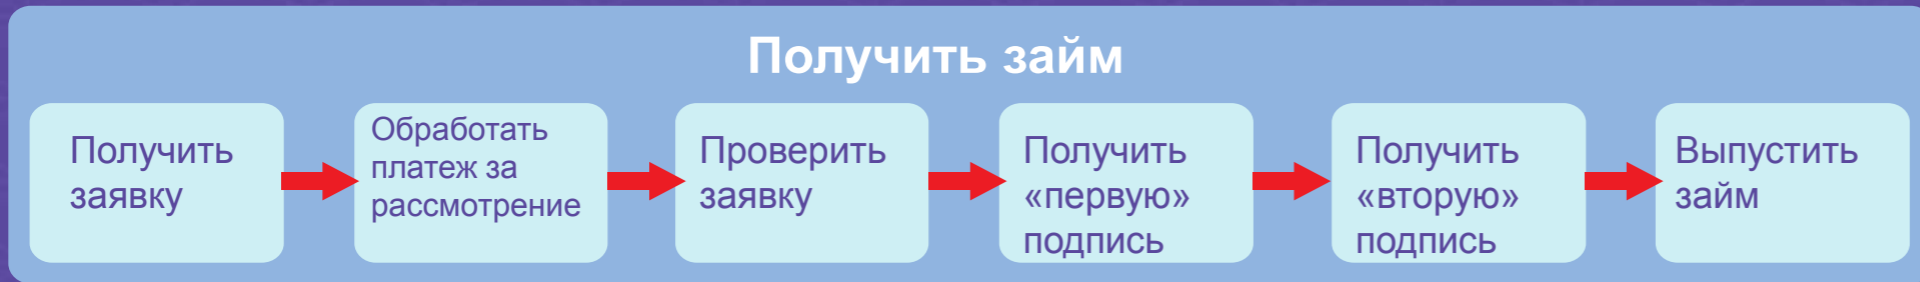 Получить займ
Получить
заявку
Обработать
платеж за
рассмотрение
Проверить
заявку
Получить
«первую»
подпись
Получить
«вторую»
подпись
Выпустить
займ